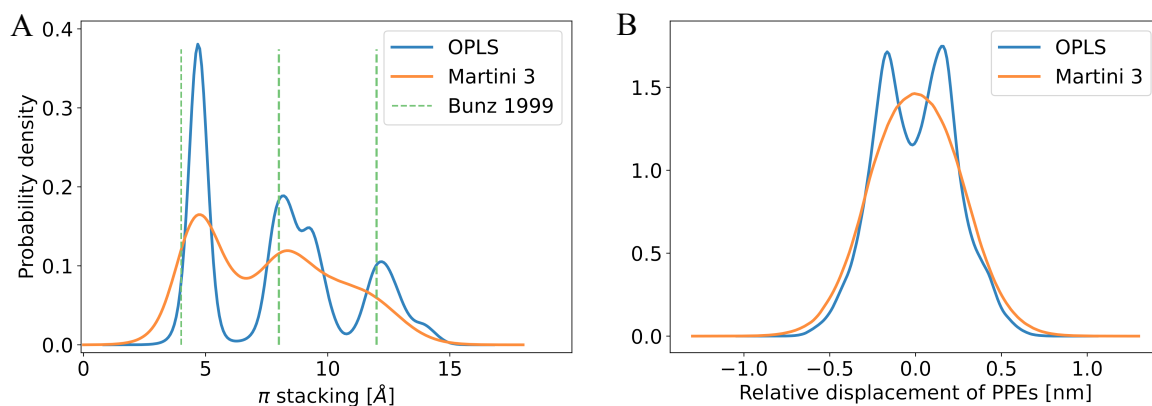 A
Probability density
0.4
0.3
0.2
0.1
0.0
0
5
10
15
π stacking [Å]
OPLS
Martini 3
Bunz 1999
B
1.5
1.0
0.5
0.0
−1.0
−0.5
0.0
0.5
1.0
Relative displacement of PPEs [nm]
OPLS
Martini 3